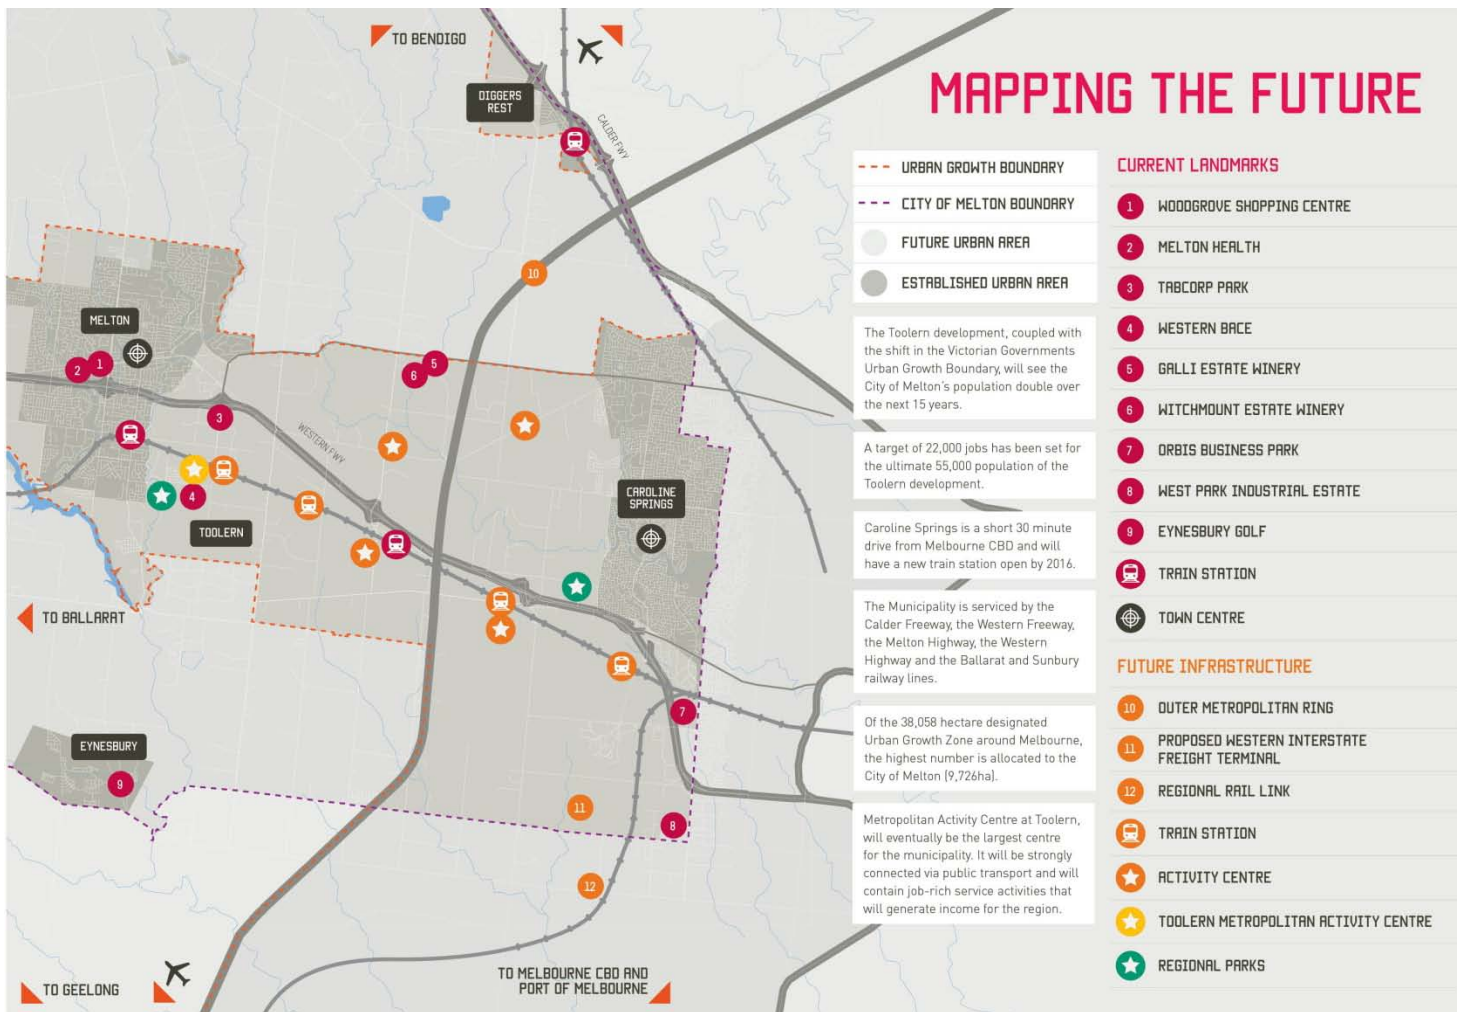 TO BENDIGO
DIGGERS
REST
CALDER FWY
10
MELTON
2
1
5
6
3
WESTERN FWY
4
TOOLERN
CAROLINE
SPRINGS
TO BALLARAT
EYNESBURY
9
7
11
8
12
TO GEELONG
TO MELBOURNE CBD AND
PORT OF MELBOURNE
MAPPING THE FUTURE
URBAN GROWTH BOUNDARY
CITY OF MELTON BOUNDARY
FUTURE URBAN AREA
ESTABLISHED URBAN AREA
The Toolern development, coupled with
the shift in the Victorian Governments
Urban Growth Boundary, will see the
City of Melton's population double over
the next 15 years.
A target of 22,000 jobs has been set for
the ultimate 55,000 population of the
Toolern development.
Caroline Springs is a short 30 minute
drive from Melbourne CBD and will
have a new train station open by 2016.
The Municipality is serviced by the
Calder Freeway, the Western Freeway,
the Melton Highway, the Western
Highway and the Ballarat and Sunbury
railway lines.
Of the 38,058 hectare designated
Urban Growth Zone around Melbourne,
the highest number is allocated to the
City of Melton (9,726ha).
Metropolitan Activity Centre at Toolern,
will eventually be the largest centre
for the municipality. It will be strongly
connected via public transport and will
contain job-rich service activities that
will generate income for the region.
CURRENT LANDMARKS
1 WOODGROVE SHOPPING CENTRE
2 MELTON HEALTH
3 TABCORP PARK
4 WESTERN BACE
5 GALLI ESTATE WINERY
6 WITCHMOUNT ESTATE WINERY
7 ORBIS BUSINESS PARK
8 WEST PARK INDUSTRIAL ESTATE
9 EYNESBURY GOLF
TRAIN STATION
TOWN CENTRE
FUTURE INFRASTRUCTURE
10 OUTER METROPOLITAN RING
11 PROPOSED WESTERN INTERSTATE
FREIGHT TERMINAL
12 REGIONAL RAIL LINK
TRAIN STATION
ACTIVITY CENTRE
TOOLERN METROPOLITAN ACTIVITY CENTRE
REGIONAL PARKS